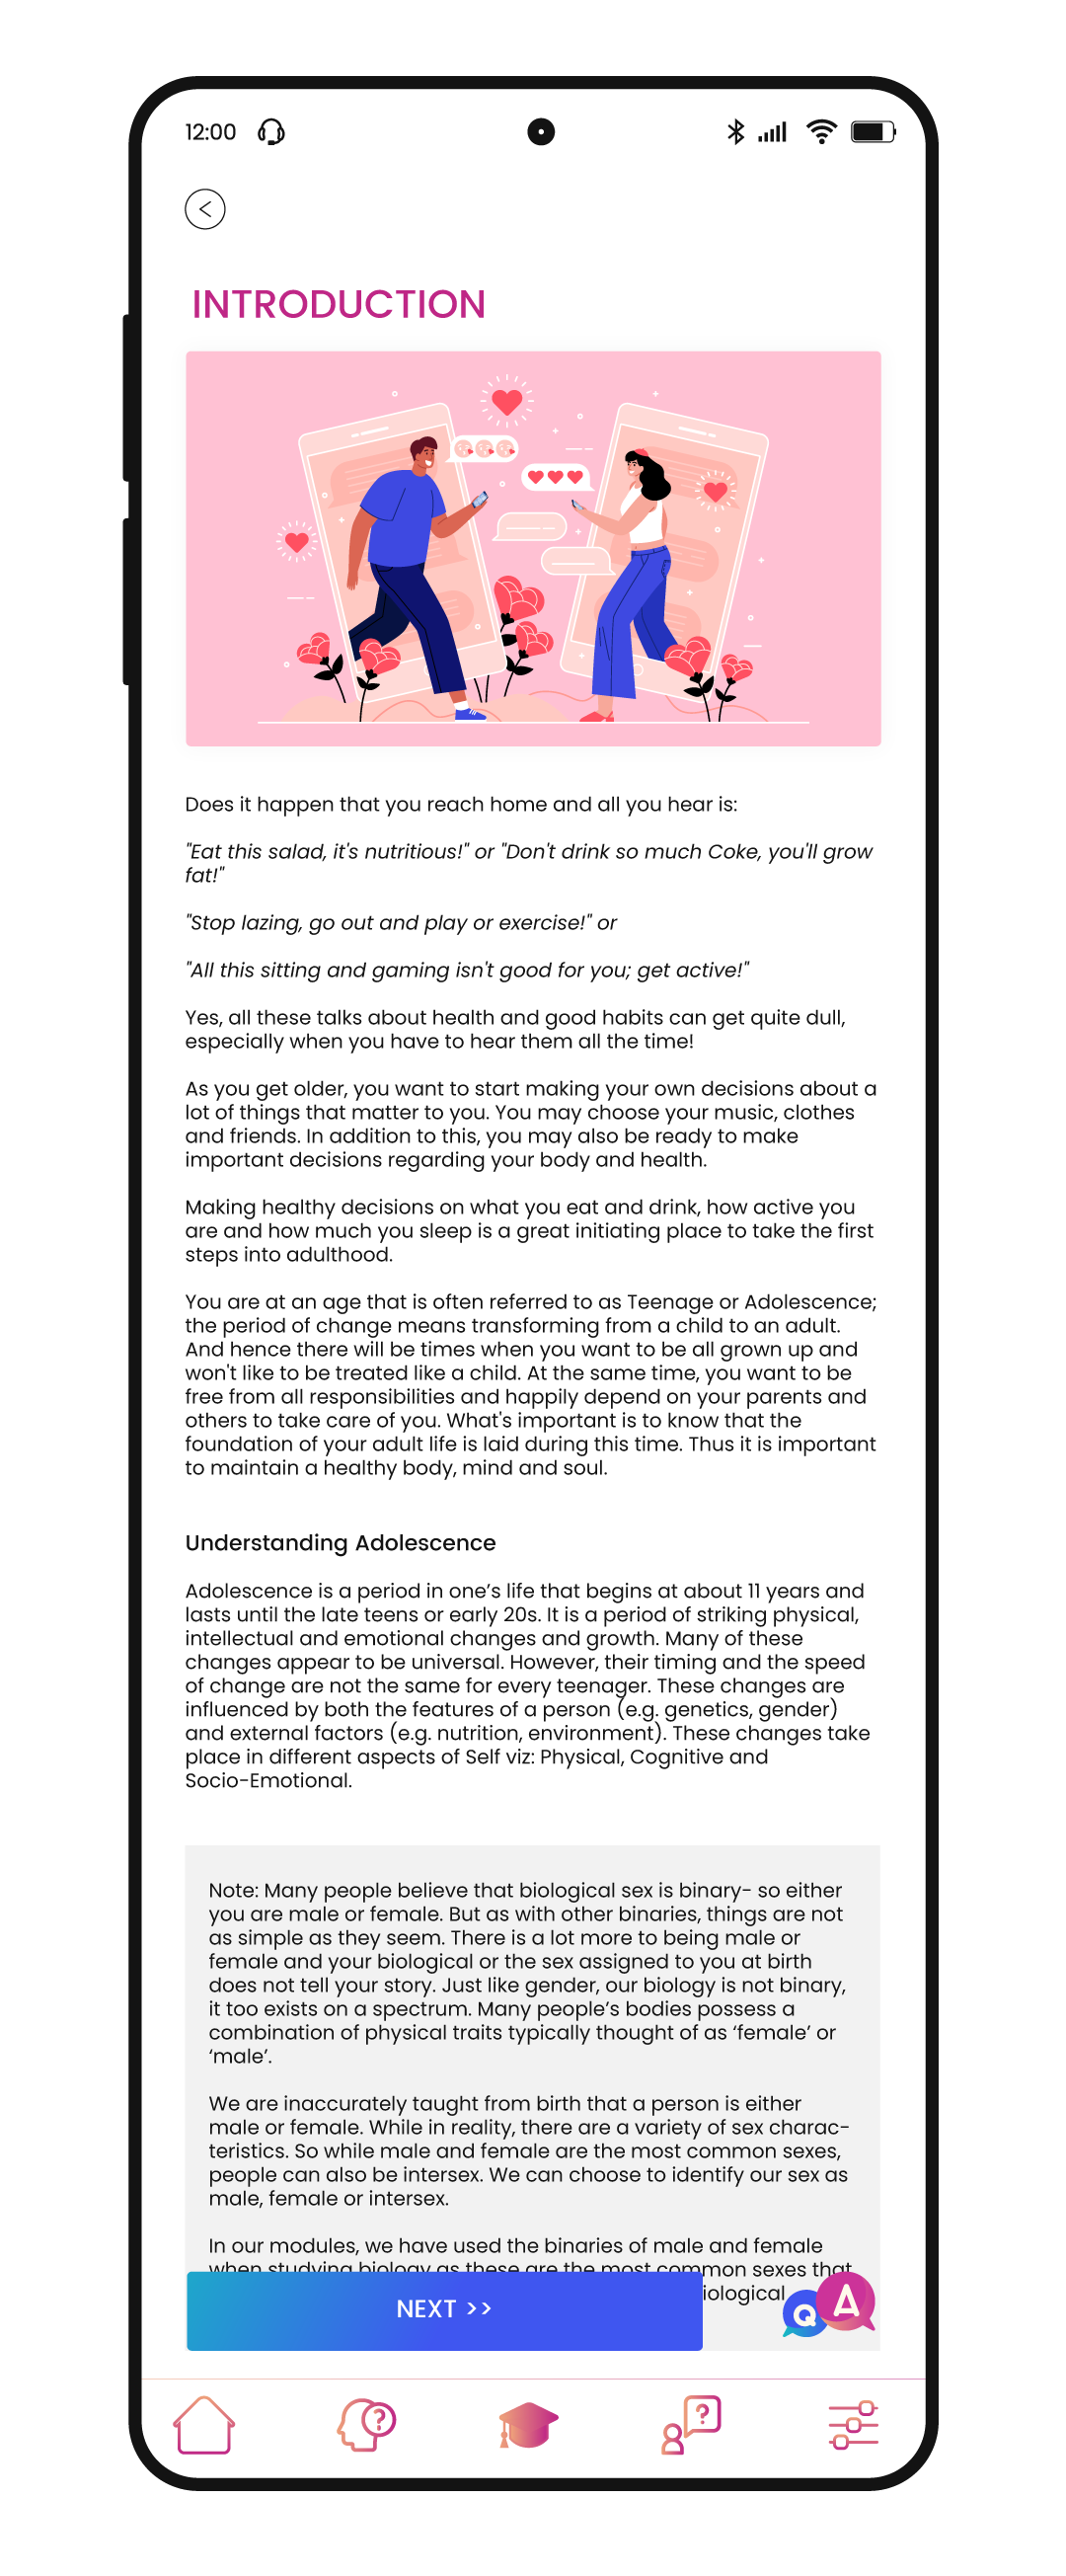 12:00
INTRODUCTION
Does it happen that you reach home and all you hear is:
"Eat this salad, it's nutritious!" or "Don't drink so much Coke, you'll grow
fat!"
"Stop lazing, go out and play or exercise!" or
"All this sitting and gaming isn't good for you; get active!"
Yes, all these talks about health and good habits can get quite dull,
especially when you have to hear them all the time!
As you get older, you want to start making your own decisions about a
lot of things that matter to you. You may choose your music, clothes
and friends. In addition to this, you may also be ready to make
important decisions regarding your body and health.
Making healthy decisions on what you eat and drink, how active you
are and how much you sleep is a great initiating place to take the first
steps into adulthood.
You are at an age that is often referred to as Teenage or Adolescence;
the period of change means transforming from a child to an adult.
And hence there will be times when you want to be all grown up and
won't like to be treated like a child. At the same time, you want to be
free from all responsibilities and happily depend on your parents and
others to take care of you. What's important is to know that the
foundation of your adult life is laid during this time. Thus it is important
to maintain a healthy body, mind and soul.
Understanding Adolescence
Adolescence is a period in one’s life that begins at about 11 years and
lasts until the late teens or early 20s. It is a period of striking physical,
intellectual and emotional changes and growth. Many of these
changes appear to be universal. However, their timing and the speed
of change are not the same for every teenager. These changes are
influenced by both the features of a person (e.g. genetics, gender)
and external factors (e.g. nutrition, environment). These changes take
place in different aspects of Self viz: Physical, Cognitive and
Socio-Emotional.
Note: Many people believe that biological sex is binary- so either
you are male or female. But as with other binaries, things are not
as simple as they seem. There is a lot more to being male or
female and your biological or the sex assigned to you at birth
does not tell your story. Just like gender, our biology is not binary,
it too exists on a spectrum. Many people’s bodies possess a
combination of physical traits typically thought of as ‘female’ or
‘male’.
We are inaccurately taught from birth that a person is either
male or female. While in reality, there are a variety of sex charac-
teristics. So while male and female are the most common sexes,
people can also be intersex. We can choose to identify our sex as
male, female or intersex.
In our modules, we have used the binaries of male and female
when studying biology as these are the most common sexes that
iological
NEXT >>
Q A